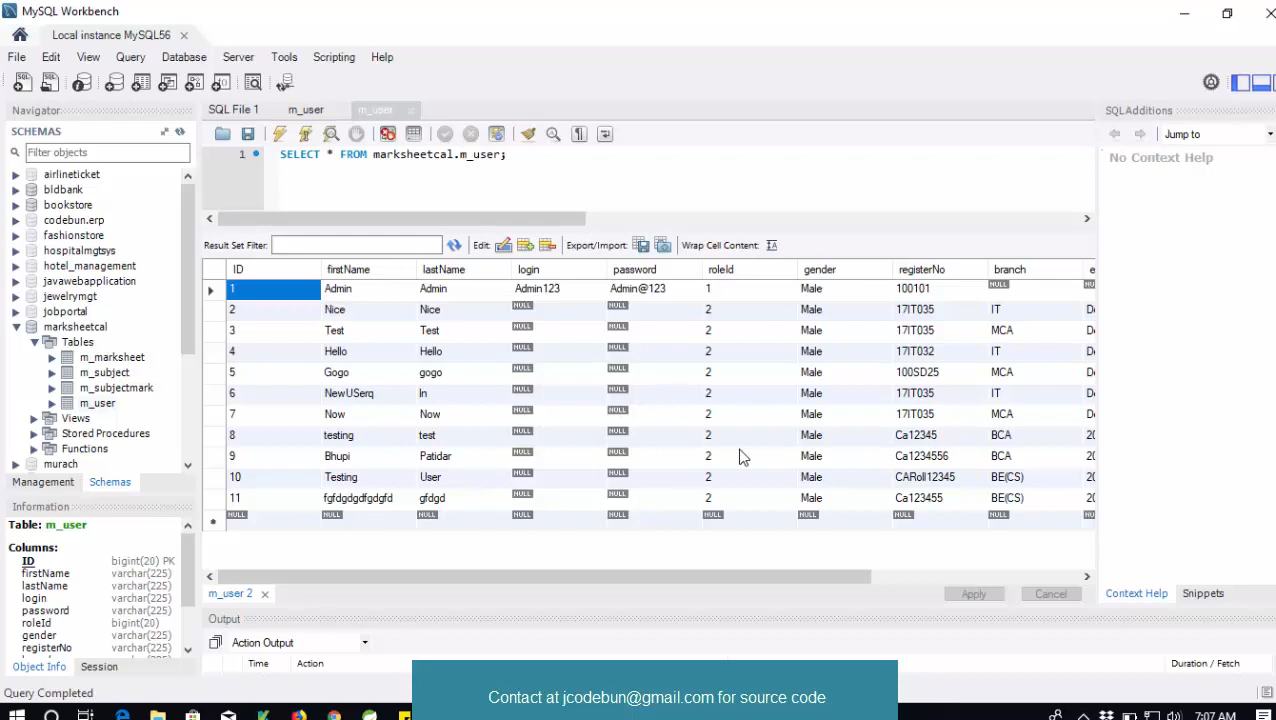 MySQL Workbench
Local instance MySQL56
File Edit View Query Database Server Tools Scripting Help
Navigator
SCHEMAS
Filter objects
airlineticket
bldbank
bookstore
codebun.erp
fashionstore
hospitalmgtsys
hotel_management
javawebapplication
jewelrymgt
jobportal
marksheetcal
Tables
m_marksheet
m_subject
m_subjectmark
m_user
Views
Stored Procedures
Functions
murach
Management Schemas
Information
Table: m_user
Columns:
ID bigint(20) PK
firstName varchar(225)
lastName varchar(225)
login varchar(225)
password varchar(225)
roleId bigint(20)
gender varchar(225)
registerNo varchar(225)
Object Info Session
Query Completed
SQL File 1 m_user m_user
1 SELECT * FROM marksheetcal.m_user;
Result Set Filter: Edit: Export/Import: Wrap Cell Content: IA
ID firstName lastName login password roleId gender registerNo branch e
1 Admin Admin Admin123 Admin@123 1 Male 100101 NULL
2 Nice Nice NULL NULL 2 Male 17IT035 IT De
3 Test Test NULL NULL 2 Male 17IT035 MCA De
4 Hello Hello NULL NULL 2 Male 17IT032 IT De
5 Gogo gogo NULL NULL 2 Male 100SD25 MCA De
6 NewUSerq In NULL NULL 2 Male 17IT035 IT De
7 Now Now NULL NULL 2 Male 17IT035 MCA De
8 testing test NULL NULL 2 Male Ca12345 BCA 20
9 Bhupi Patidar NULL NULL 2 Male Ca1234556 BCA 20
10 Testing User NULL NULL 2 Male CARoll12345 BE(CS) 20
11 fgfdgdgdfgdgfd gfdgd NULL NULL 2 Male Ca123455 BE(CS) 20
NULL NULL NULL NULL NULL NULL NULL NULL NULL
m_user 2 Apply Cancel
Output
Action Output
Time Action Duration / Fetch
SQLAdditions
Jump to
No Context Help
Context Help Snippets
Contact at jcodebun@gmail.com for source code
7:07 AM